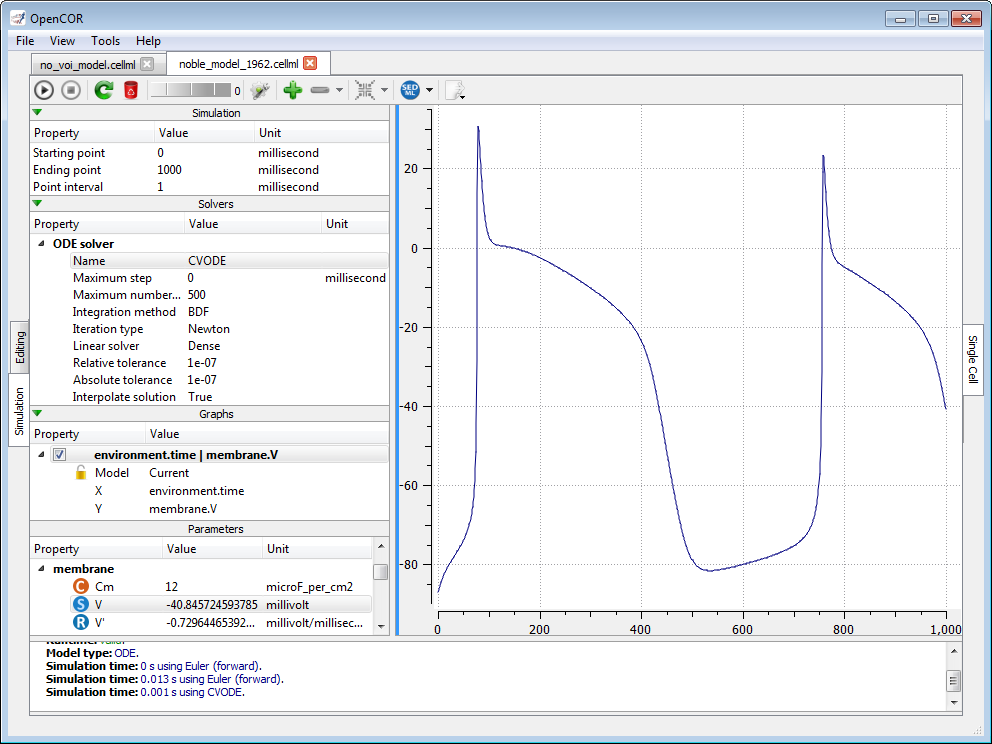 OpenCOR
File View Tools Help
no_voi_model.cellml noble_model_1962.cellml
0 SED ML
Simulation
Property Value Unit
Starting point 0 millisecond
Ending point 1000 millisecond
Point interval 1 millisecond
Solvers
Property Value Unit
ODE solver
Name CVODE
Maximum step 0 millisecond
Maximum number... 500
Integration method BDF
Iteration type Newton
Linear solver Dense
Relative tolerance 1e-07
Absolute tolerance 1e-07
Interpolate solution True
Graphs
Property Value
environment.time | membrane.V
Model Current
X environment.time
Y membrane.V
Parameters
Property Value Unit
membrane
C Cm 12 microF_per_cm2
S V -40.845724593785 millivolt
R V' -0.72964465392... millivolt/millisec...
Editing
Simulation
20
0
-20
-40
-60
-80
0 200 400 600 800 1,000
Single Cell
Runtime: valid.
Model type: ODE.
Simulation time: 0 s using Euler (forward).
Simulation time: 0.013 s using Euler (forward).
Simulation time: 0.001 s using CVODE.